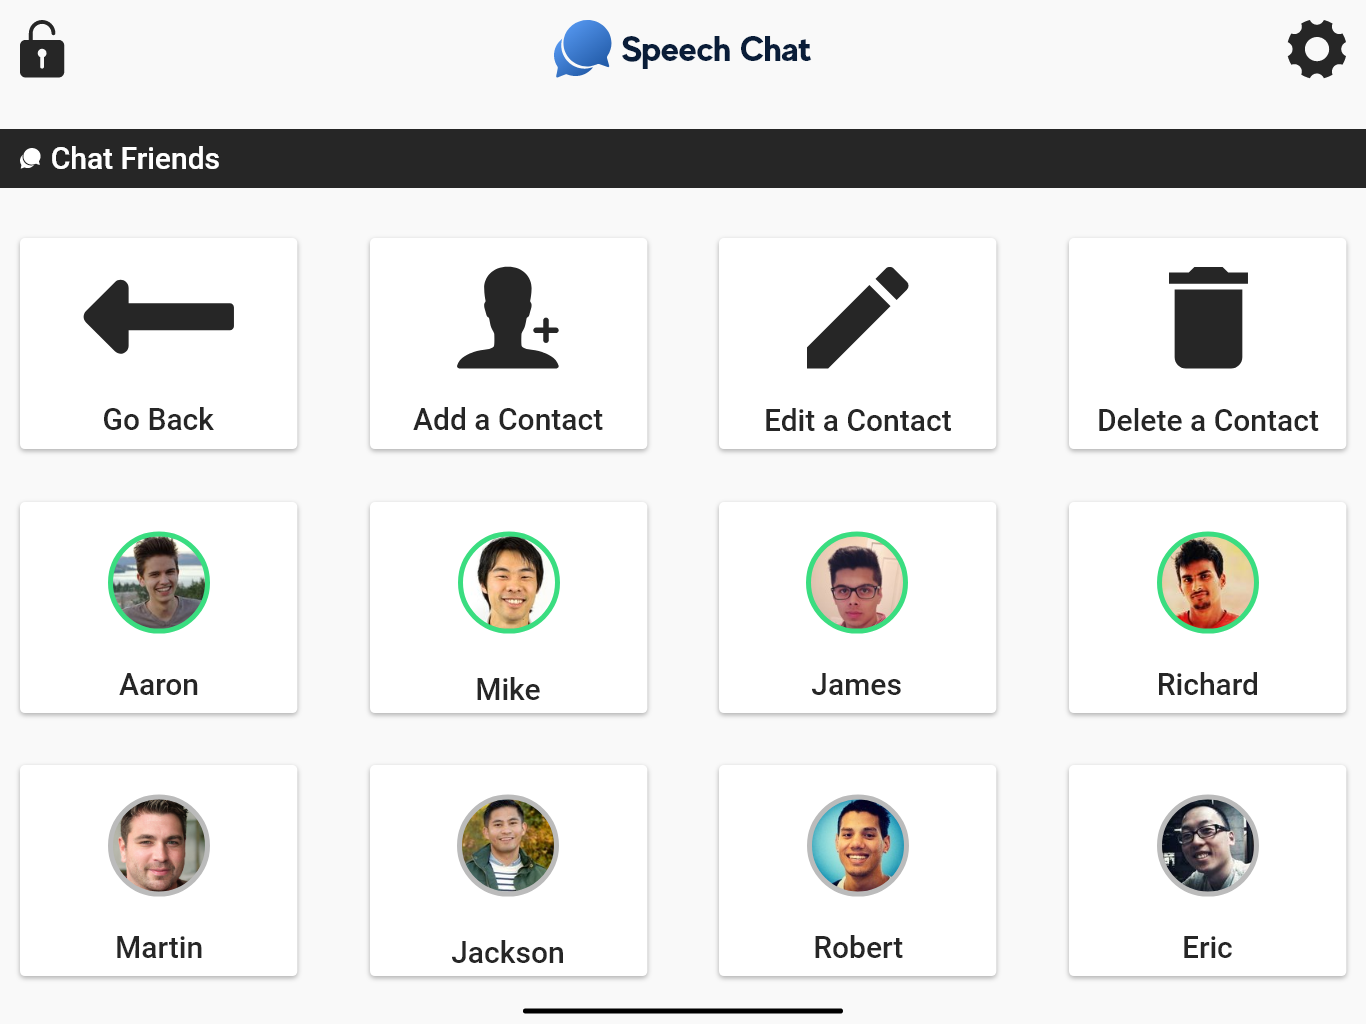 Speech Chat
Chat Friends
Go Back
Add a Contact
Edit a Contact
Delete a Contact
Aaron
Mike
James
Richard
Martin
Jackson
Robert
Eric